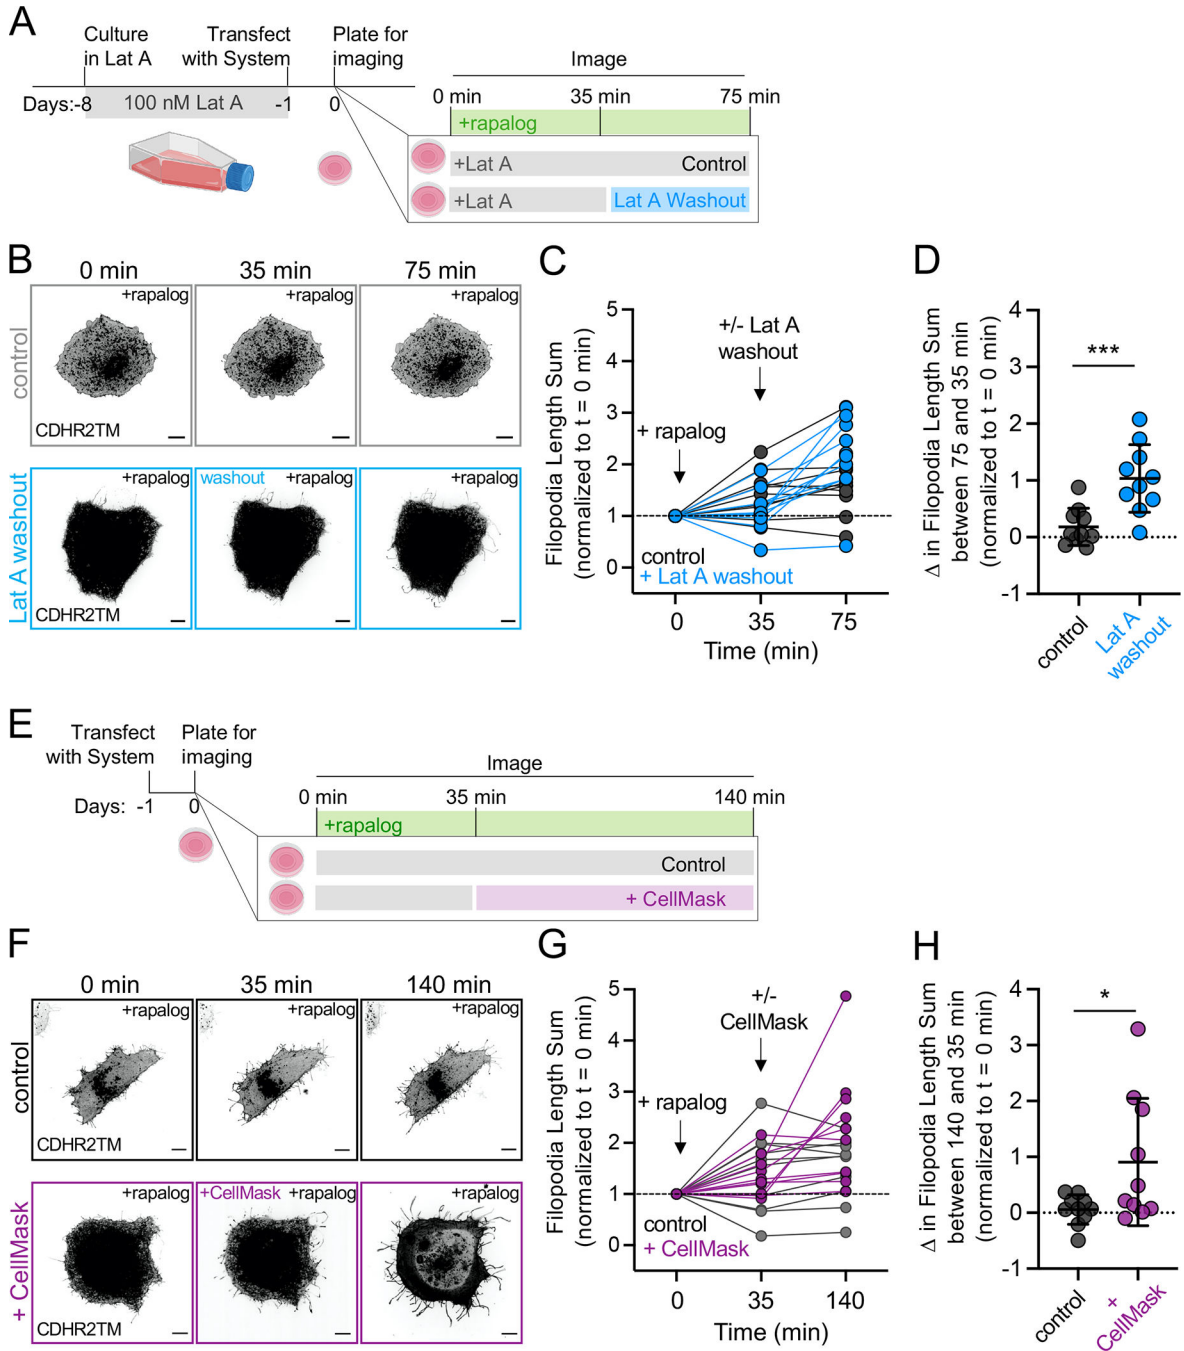 A
Culture
in Lat A
Transfect
with System
Plate for
imaging
Image
Days:-8
100 nM Lat A
-1
0
0 min
35 min
75 min
+rapalog
+Lat A
Control
+Lat A
Lat A Washout
B
0 min
35 min
75 min
control
+rapalog
+rapalog
+rapalog
CDHR2TM
Lat A washout
+rapalog
washout
+rapalog
+rapalog
CDHR2TM
C
Filopodia Length Sum
(normalized to t = 0 min)
5
4
3
2
1
0
+ rapalog
+/- Lat A
washout
control
+ Lat A washout
0
35
75
Time (min)
D
Δ in Filopodia Length Sum
between 75 and 35 min
(normalized to t = 0 min)
4
3
2
1
0
-1
***
control
Lat A
washout
E
Transfect
with System
Plate for
imaging
Image
Days:
-1
0
0 min
35 min
140 min
+rapalog
Control
+ CellMask
F
0 min
35 min
140 min
control
+rapalog
+rapalog
+rapalog
CDHR2TM
+ CellMask
+rapalog
+CellMask
+rapalog
+rapalog
CDHR2TM
G
Filopodia Length Sum
(normalized to t = 0 min)
5
4
3
2
1
0
+ rapalog
+/-
CellMask
control
+ CellMask
0
35
140
Time (min)
H
Δ in Filopodia Length Sum
between 140 and 35 min
(normalized to t = 0 min)
4
3
2
1
0
-1
*
control
+
CellMask